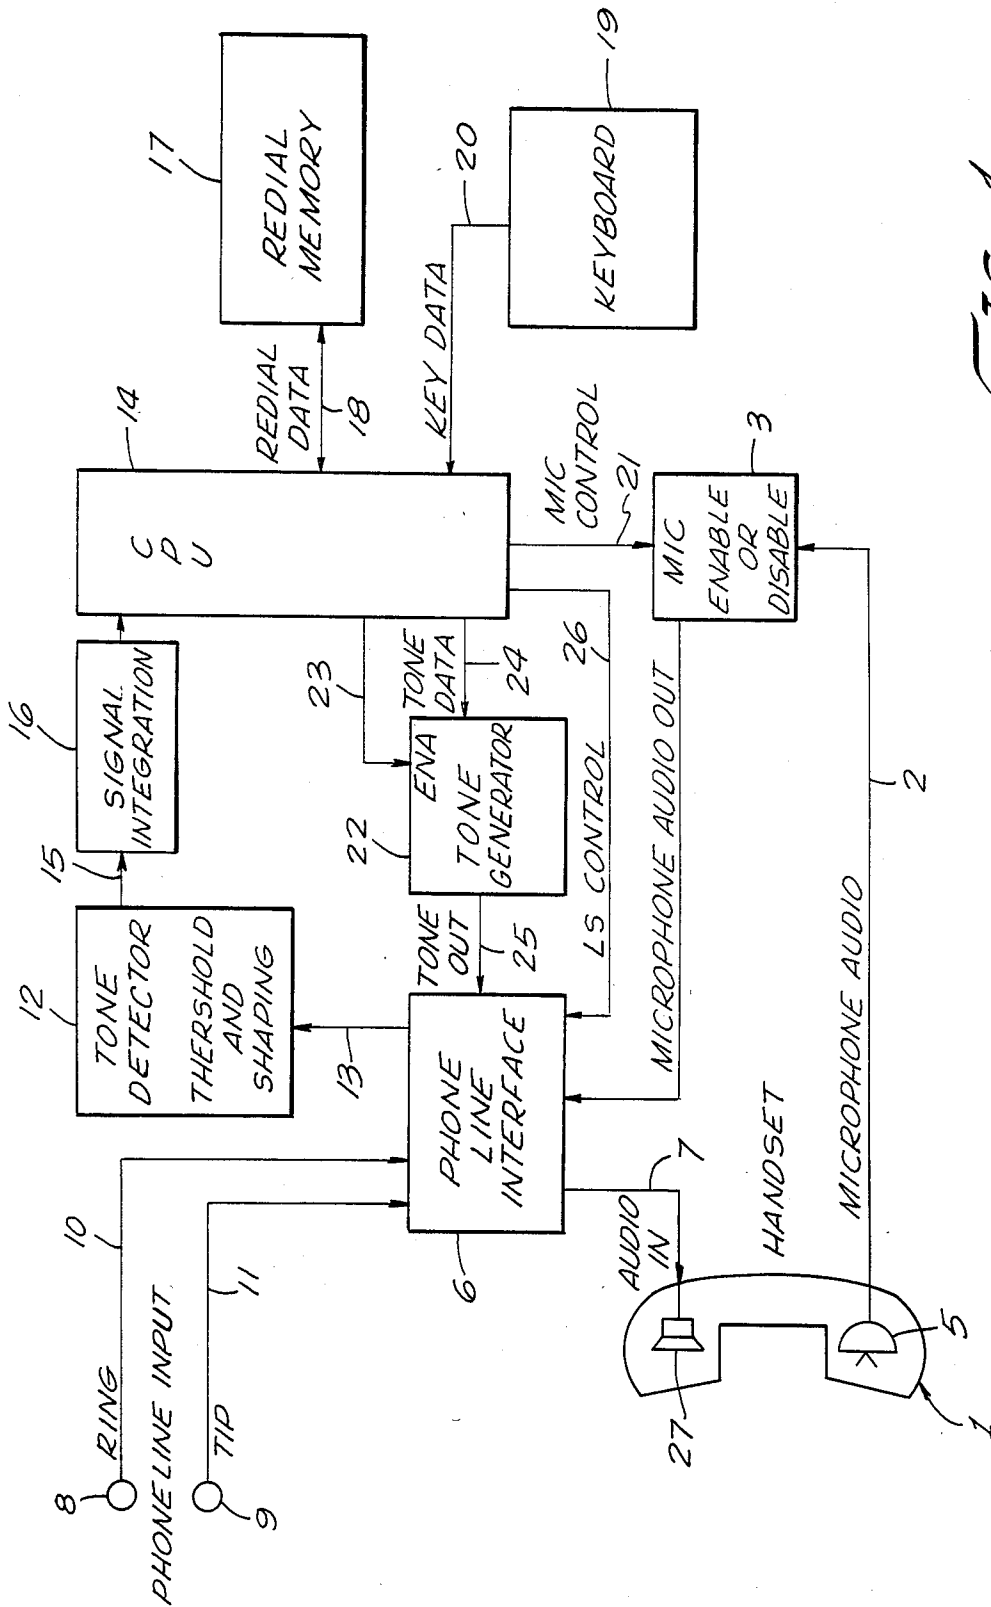 8
RING
10
PHONE LINE INPUT
9
TIP
11
12
TONE
DETECTOR
THERSHOLD
AND
SHAPING
13
15
16
SIGNAL
INTEGRATION
14
CPU
17
REDIAL
MEMORY
REDIAL
DATA
18
KEY DATA
20
KEYBOARD
19
23
TONE
DATA
24
22
ENA
TONE
GENERATOR
TONE
OUT
25
6
PHONE
LINE
INTERFACE
LS CONTROL
26
MIC
CONTROL
21
MIC
ENABLE
OR
DISABLE
3
MICROPHONE AUDIO OUT
AUDIO
IN
7
HANDSET
MICROPHONE AUDIO
2
27
5
1